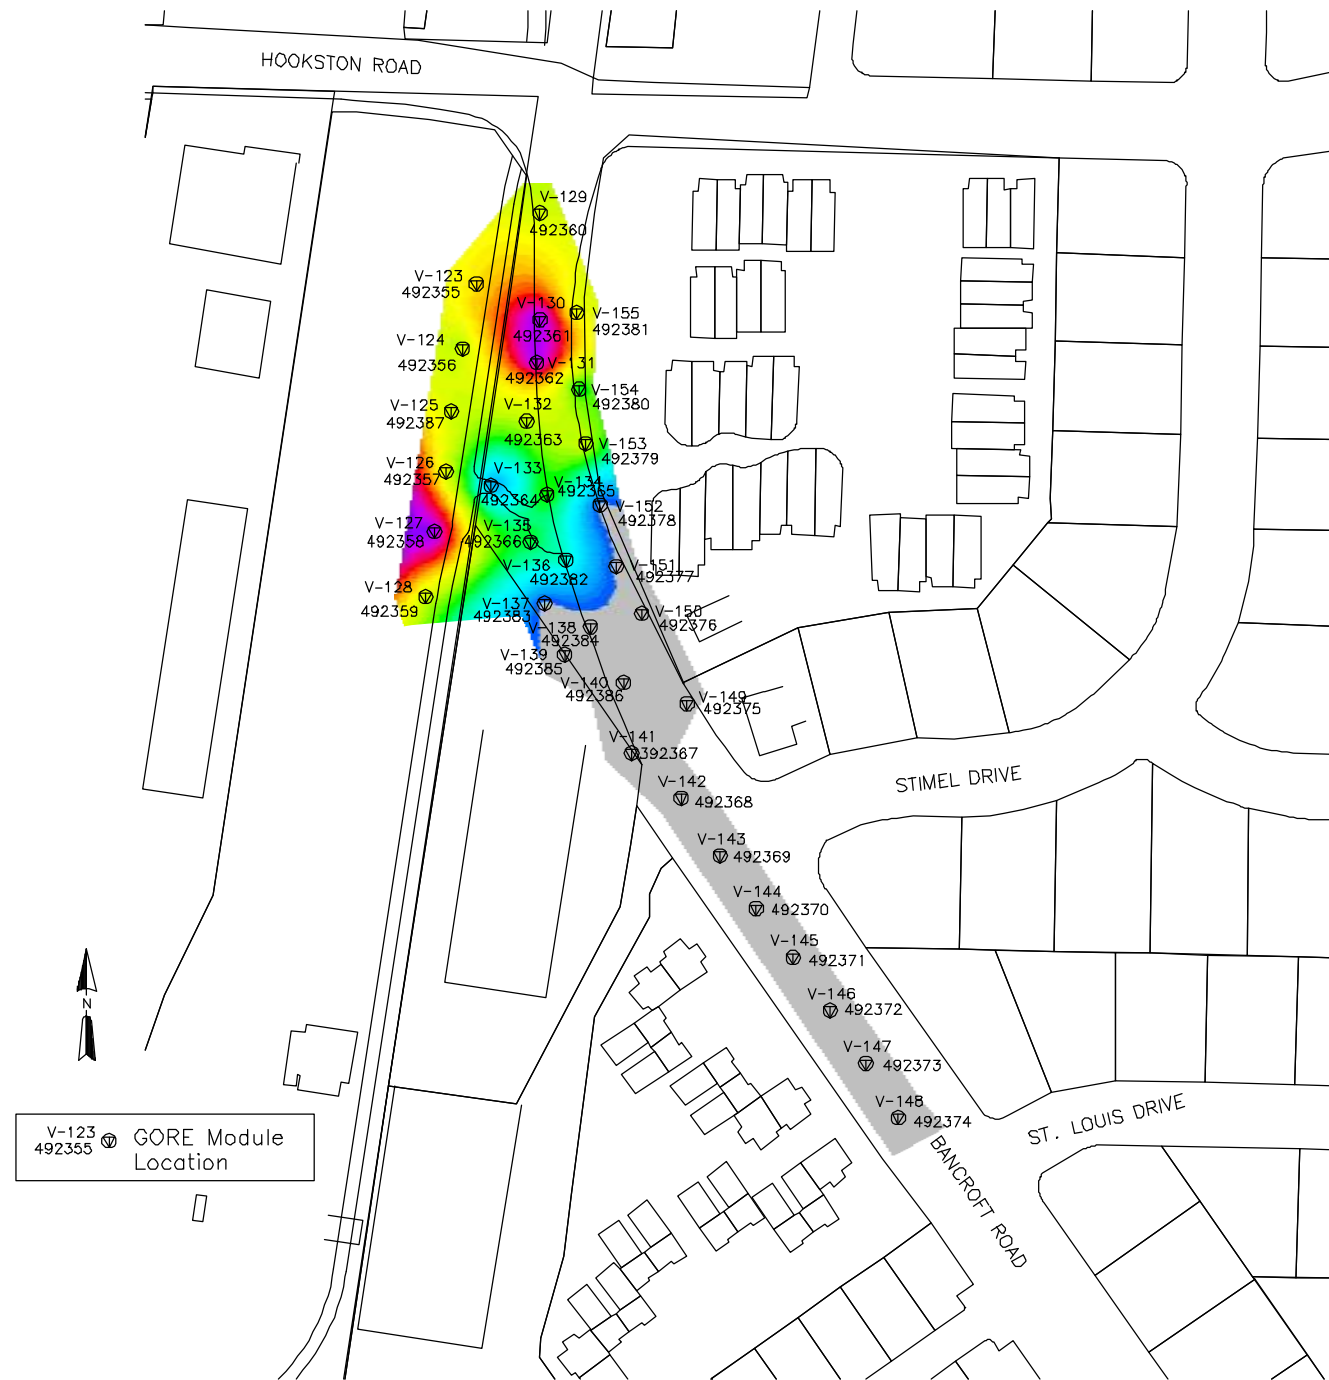 HOOKSTON ROAD
V-129
492360
V-123
492355
V-130
492361
V-155
492381
V-124
492356
V-131
492362
V-154
492380
V-125
492387
V-132
492363
V-153
492379
V-126
492357
V-133
492364
V-134
492365
V-152
492378
V-127
492358
V-135
492366
V-136
492382
V-151
492377
V-128
492359
V-137
492383
V-150
492376
V-138
492384
V-139
492385
V-140
492386
V-149
492375
V-141
392367
V-142
492368
STIMEL DRIVE
V-143
492369
V-144
492370
V-145
492371
V-146
492372
N
V-147
492373
V-148
492374
ST. LOUIS DRIVE
BANCROFT ROAD
V-123
492355
GORE Module
Location